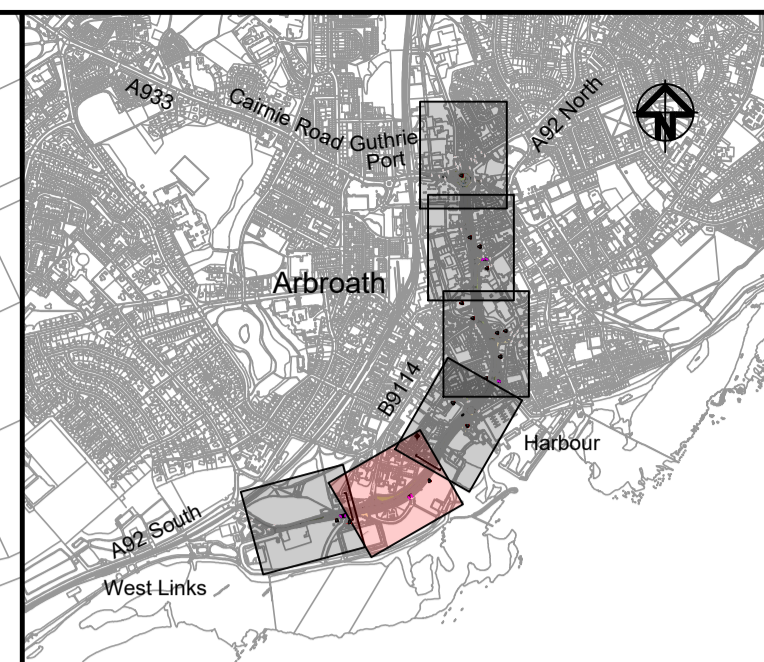 A933
Cairnie Road
Guthrie
Port
A92 North
N
Arbroath
B9114
Harbour
A92 South
West Links